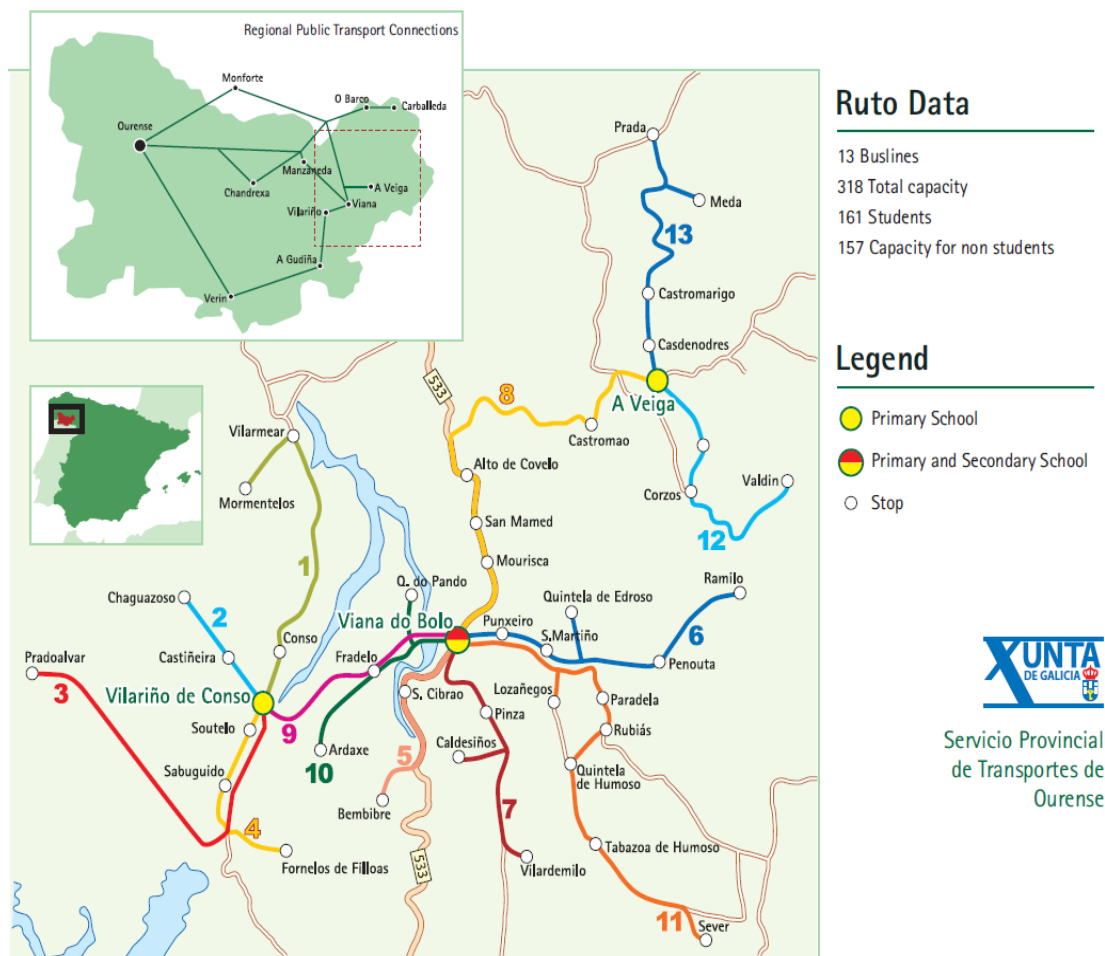 Regional Public Transport Connections
Monforte
O Barco
Carballeda
Ourense
Manzaneda
Chandrexa
A Veiga
Viana
Vilariño
A Gudiña
Verin
Ruto Data
13 Buslines
318 Total capacity
161 Students
157 Capacity for non students
Legend
Primary School
Primary and Secondary School
Stop
Prada
Meda
13
Castromarigo
Casdenodres
A Veiga
533
8
Castromao
Vilarmear
Alto de Covelo
Mormentelos
Corzos
Valdin
12
San Mamed
1
Mourisca
Q. do Pando
Quintela de Edroso
Ramilo
Chaguazoso
2
Viana do Bolo
Punxeiro
S.Martiño
6
Conso
Castiñeira
Fradelo
Penouta
Pradoalvar
3
Vilariño de Conso
S. Cibrao
Lozañegos
Paradela
9
Pinza
Soutelo
Rubiás
Ardaxe
10
5
Caldesiños
Sabuguido
Quintela
de Humoso
Bembibre
7
4
Fornelos de Filloas
533
Vilardemilo
Tabazoa de Humoso
11
Sever
XUNTA
DE GALICIA
Servicio Provincial
de Transportes de
Ourense